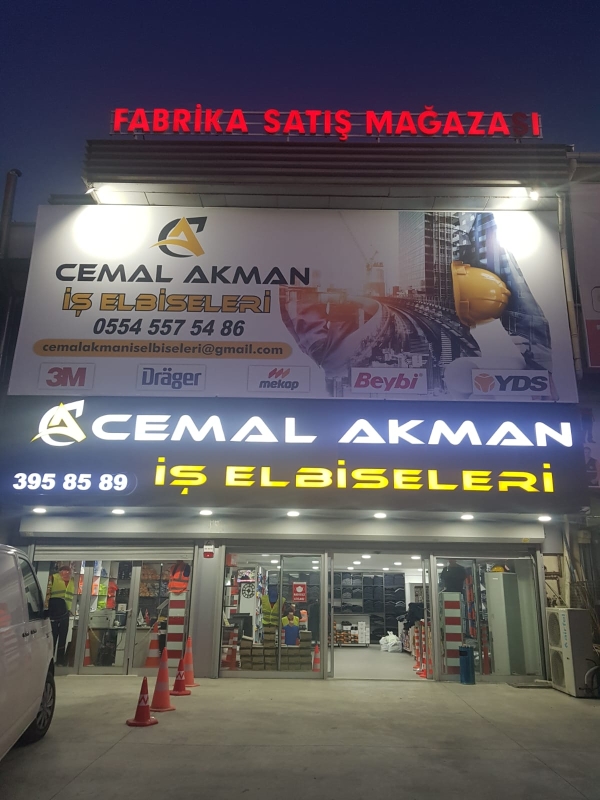 FABRİKA SATIŞ MAĞAZASI
CEMAL AKMAN
İŞ ELBİSELERİ
0554 557 54 86
cemalakmaniselbiseleri@gmail.com
3M Dräger mekap Beybi YDS
CEMAL AKMAN
395 85 89 İŞ ELBİSELERİ